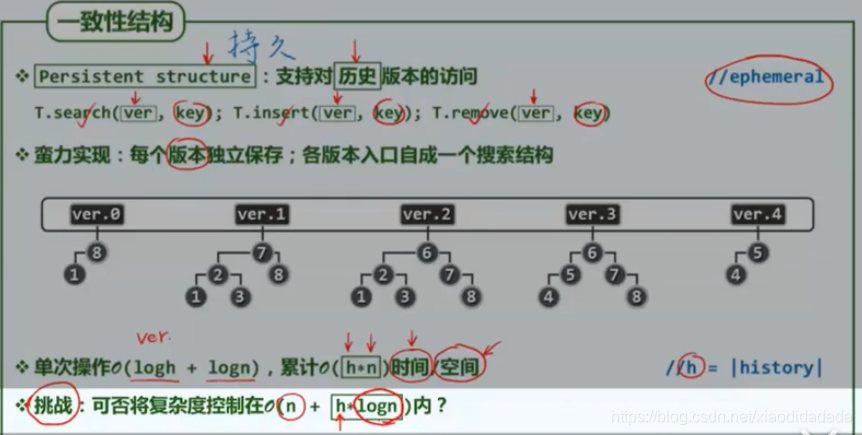 一致性结构
持久
❖ Persistent structure：支持对历史版本的访问 //ephemeral
T.search(ver, key); T.insert(ver, key); T.remove(ver, key)
❖ 蛮力实现：每个版本独立保存；各版本入口自成一个搜索结构
ver.0 ver.1 ver.2 ver.3 ver.4
8 7 6 6 5
1 2 8 2 7 5 7 4
1 3 1 3 8 4 8
ver.
❖ 单次操作O(logh + logn)，累计O(h*n)时间/空间 //h = |history|
❖ 挑战：可否将复杂度控制在O(n + h*logn)内？
https://blog.csdn.net/xiaodidadada